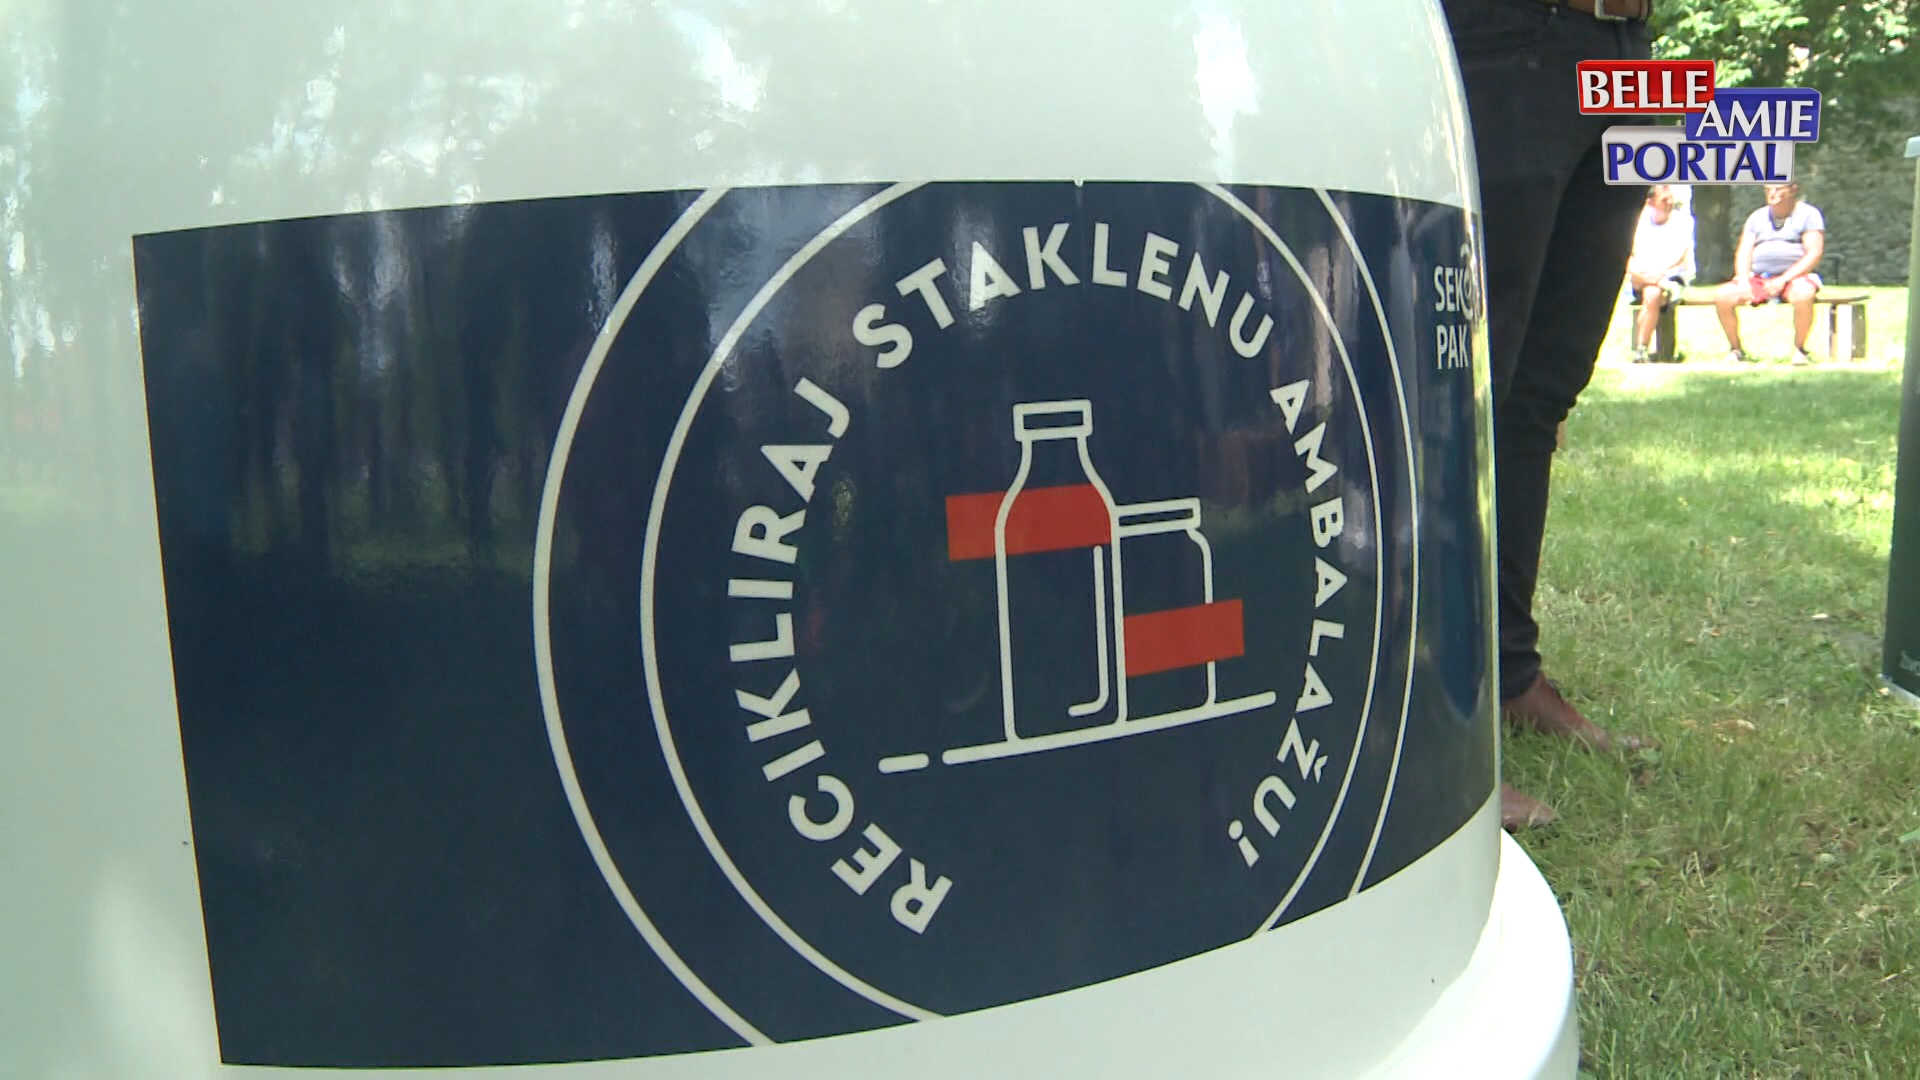 BELLE
AMIE
PORTAL
RECIKLIRAJ STAKLENU AMBALAŽU!
PAK